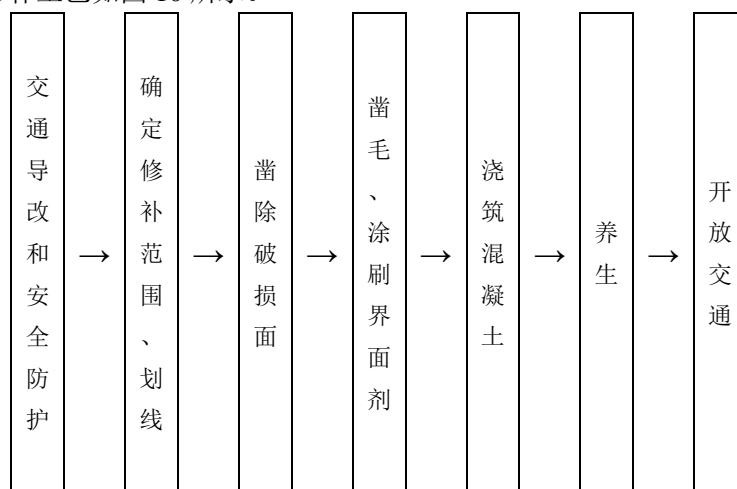 交通导改和安全防护
→
确定修补范围、划线
→
凿除破损面
→
凿毛、涂刷界面剂
→
浇筑混凝土
→
养生
→
开放交通